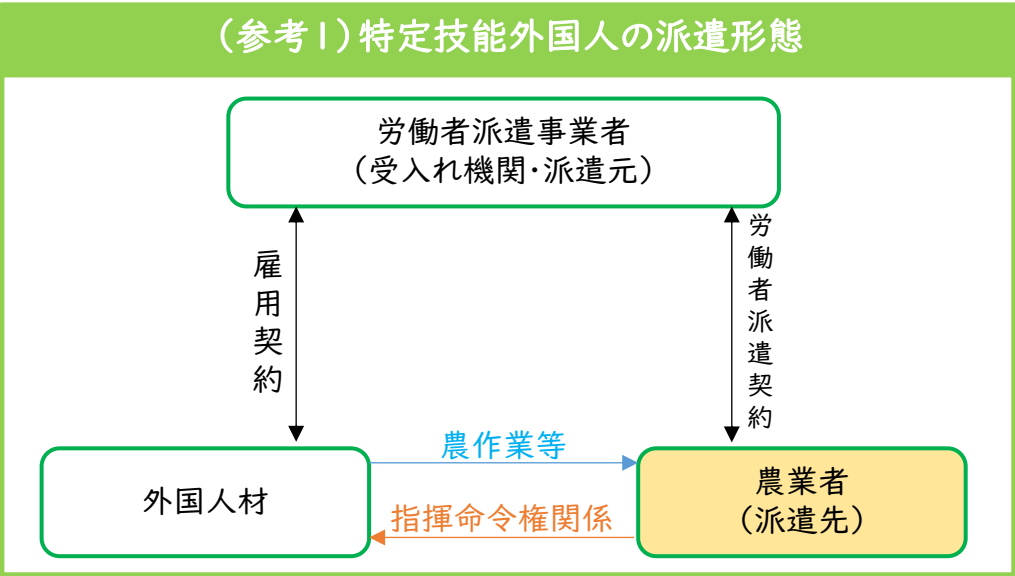 (参考1)特定技能外国人の派遣形態
労働者派遣事業者
(受入れ機関・派遣元)
雇用契約
労働者派遣契約
農作業等
外国人材
指揮命令権関係
農業者
(派遣先)